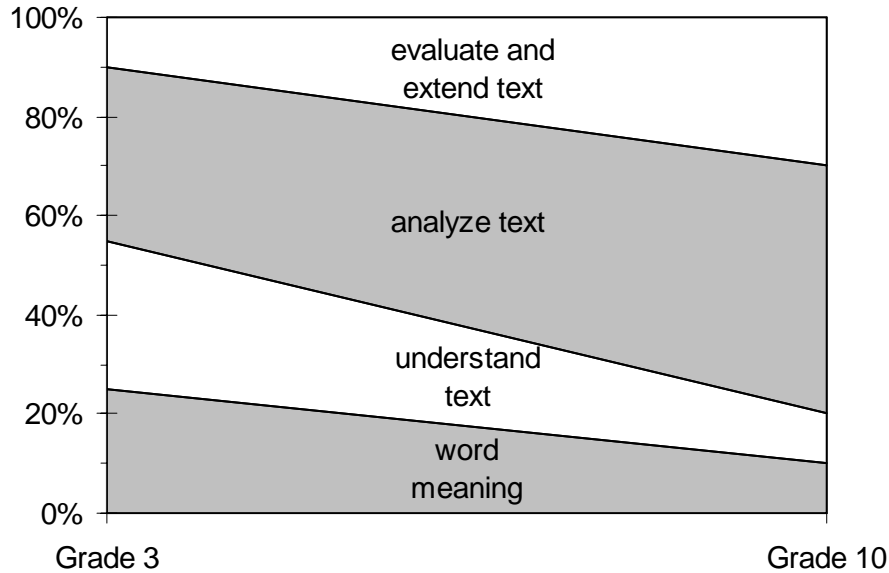 100%
evaluate and
extend text
80%
analyze text
60%
40%
understand
text
20%
word
meaning
0%
Grade 3
Grade 10